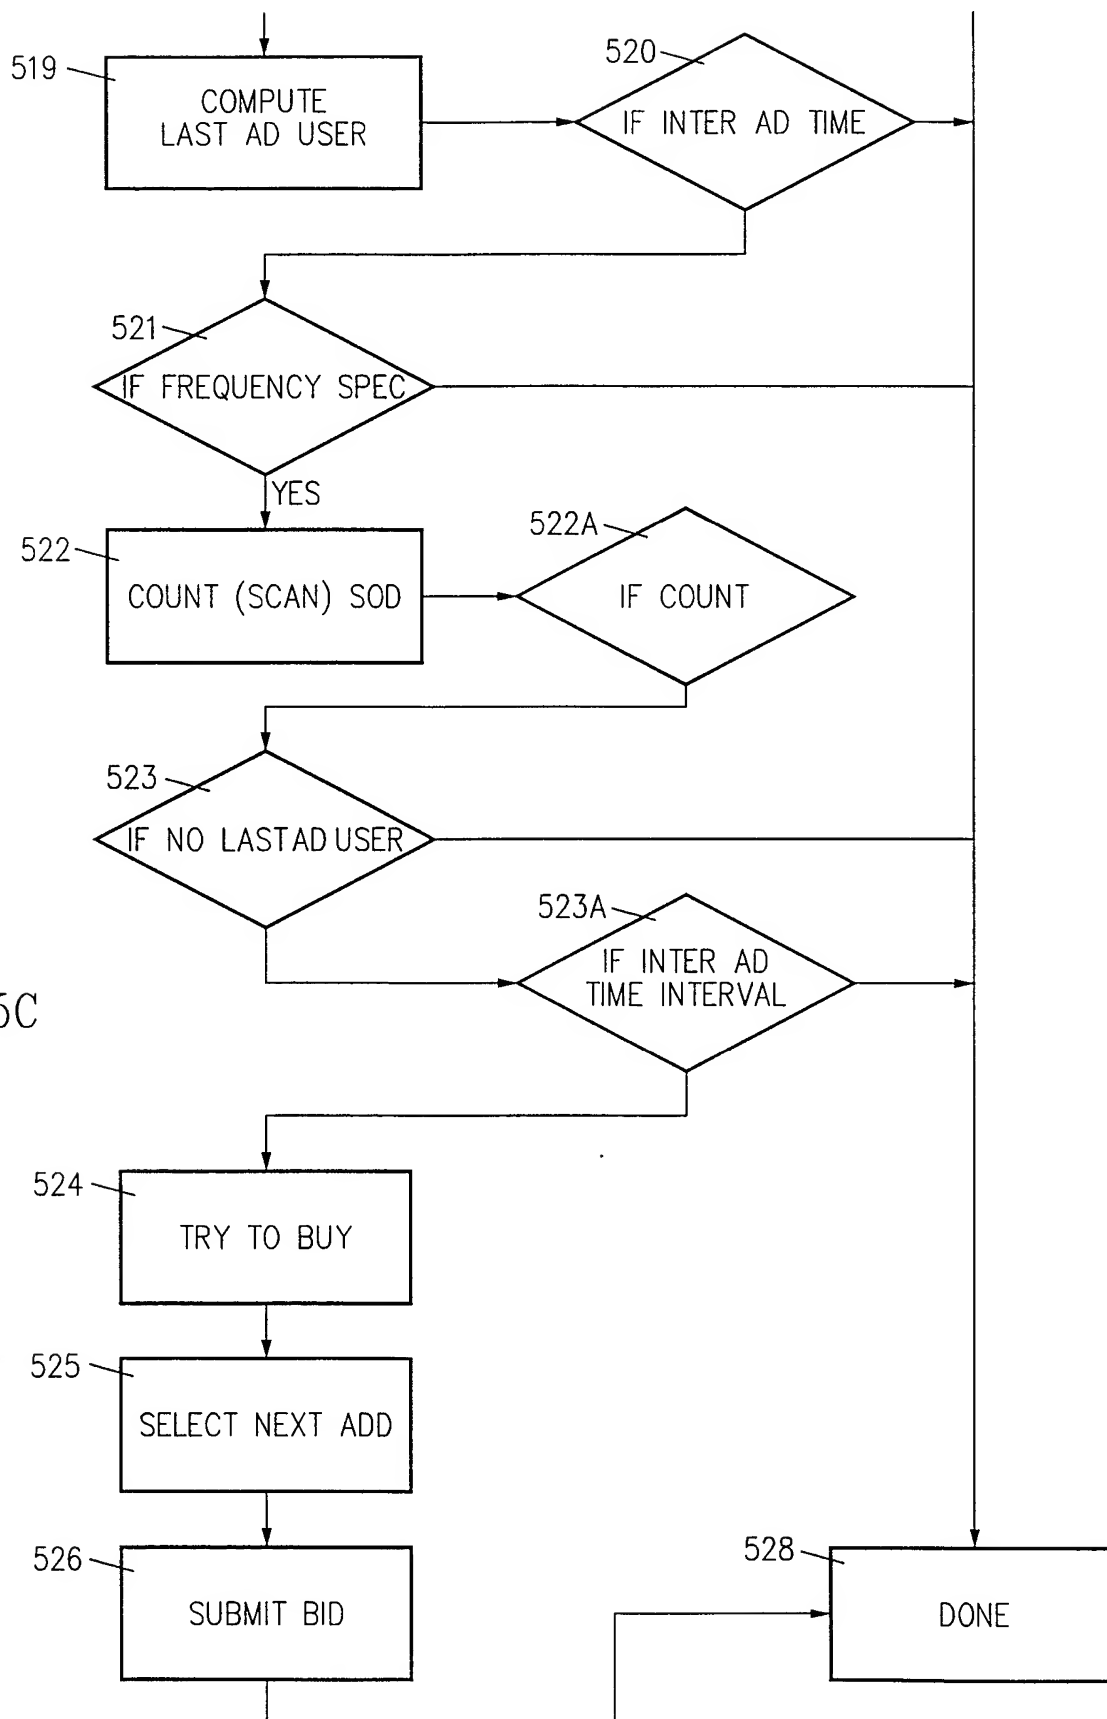 519
COMPUTE
LAST AD USER
520
IF INTER AD TIME
521
IF FREQUENCY SPEC
YES
522
COUNT (SCAN) SOD
522A
IF COUNT
523
IF NO LAST AD USER
523A
IF INTER AD
TIME INTERVAL
5C
524
TRY TO BUY
525
SELECT NEXT ADD
526
SUBMIT BID
528
DONE